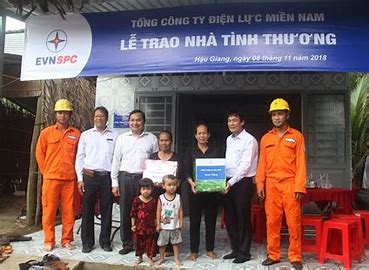 TỔNG CÔNG TY ĐIỆN LỰC MIỀN NAM
EVNSPC
LỄ TRAO NHÀ TÌNH THƯƠNG
Hậu Giang, ngày 08 tháng 11 năm 2018